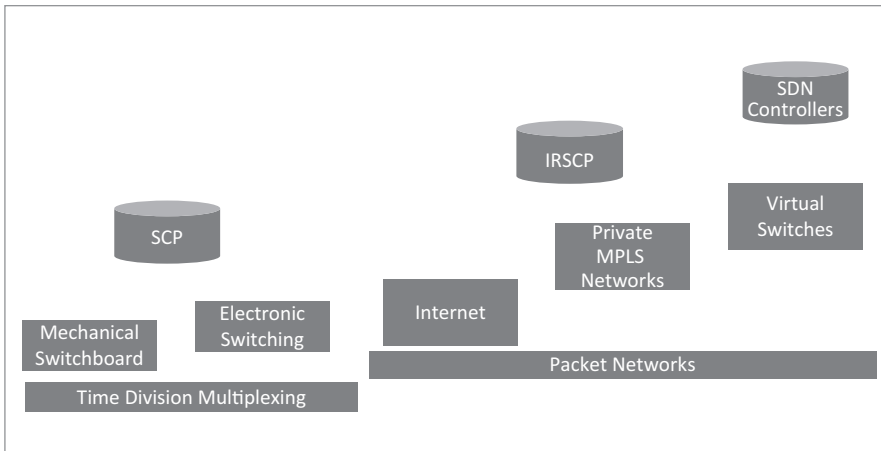 SDN
Controllers
IRSCP
SCP
Virtual
Switches
Private
MPLS
Networks
Internet
Electronic
Switching
Mechanical
Switchboard
Packet Networks
Time Division Multiplexing